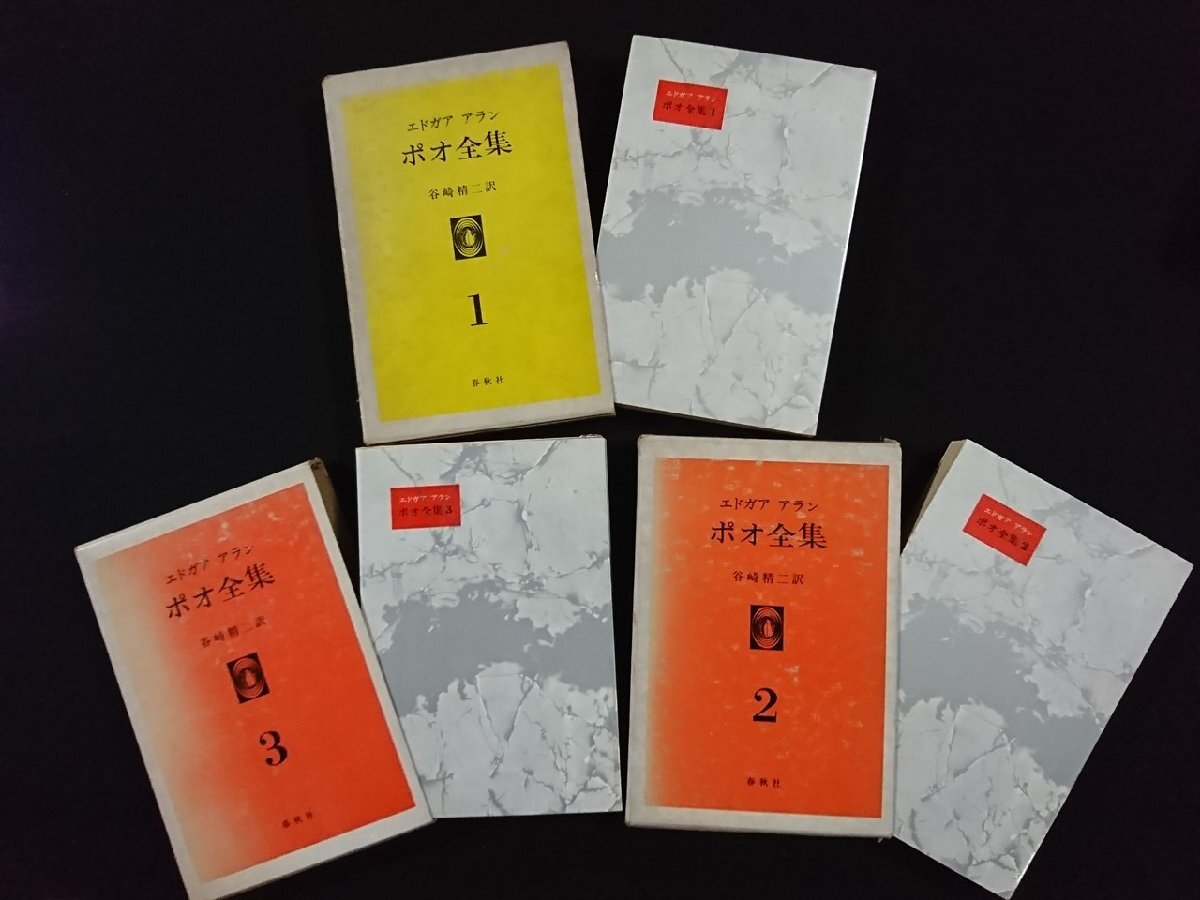 エドガア アラン
ポオ全集
谷崎精二訳
1
春秋社
エドガア アラン
ポオ全集1
エドガア アラン
ポオ全集
谷崎精二訳
3
春秋社
エドガア アラン
ポオ全集3
エドガア アラン
ポオ全集
谷崎精二訳
2
春秋社
エドガア アラン
ポオ全集2